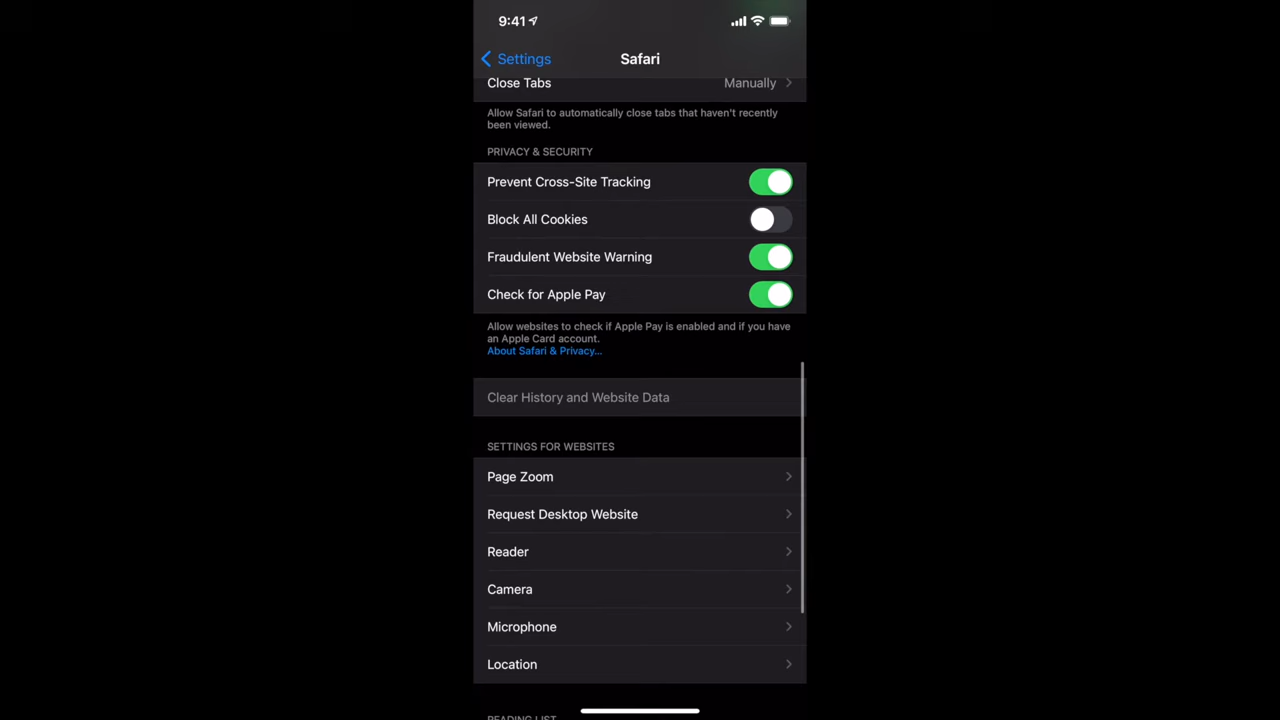 9:41
Settings
Safari
Close Tabs
Manually
Allow Safari to automatically close tabs that haven't recently
been viewed.
PRIVACY & SECURITY
Prevent Cross-Site Tracking
Block All Cookies
Fraudulent Website Warning
Check for Apple Pay
Allow websites to check if Apple Pay is enabled and if you have
an Apple Card account.
About Safari & Privacy...
Clear History and Website Data
SETTINGS FOR WEBSITES
Page Zoom
Request Desktop Website
Reader
Camera
Microphone
Location
READING LIST